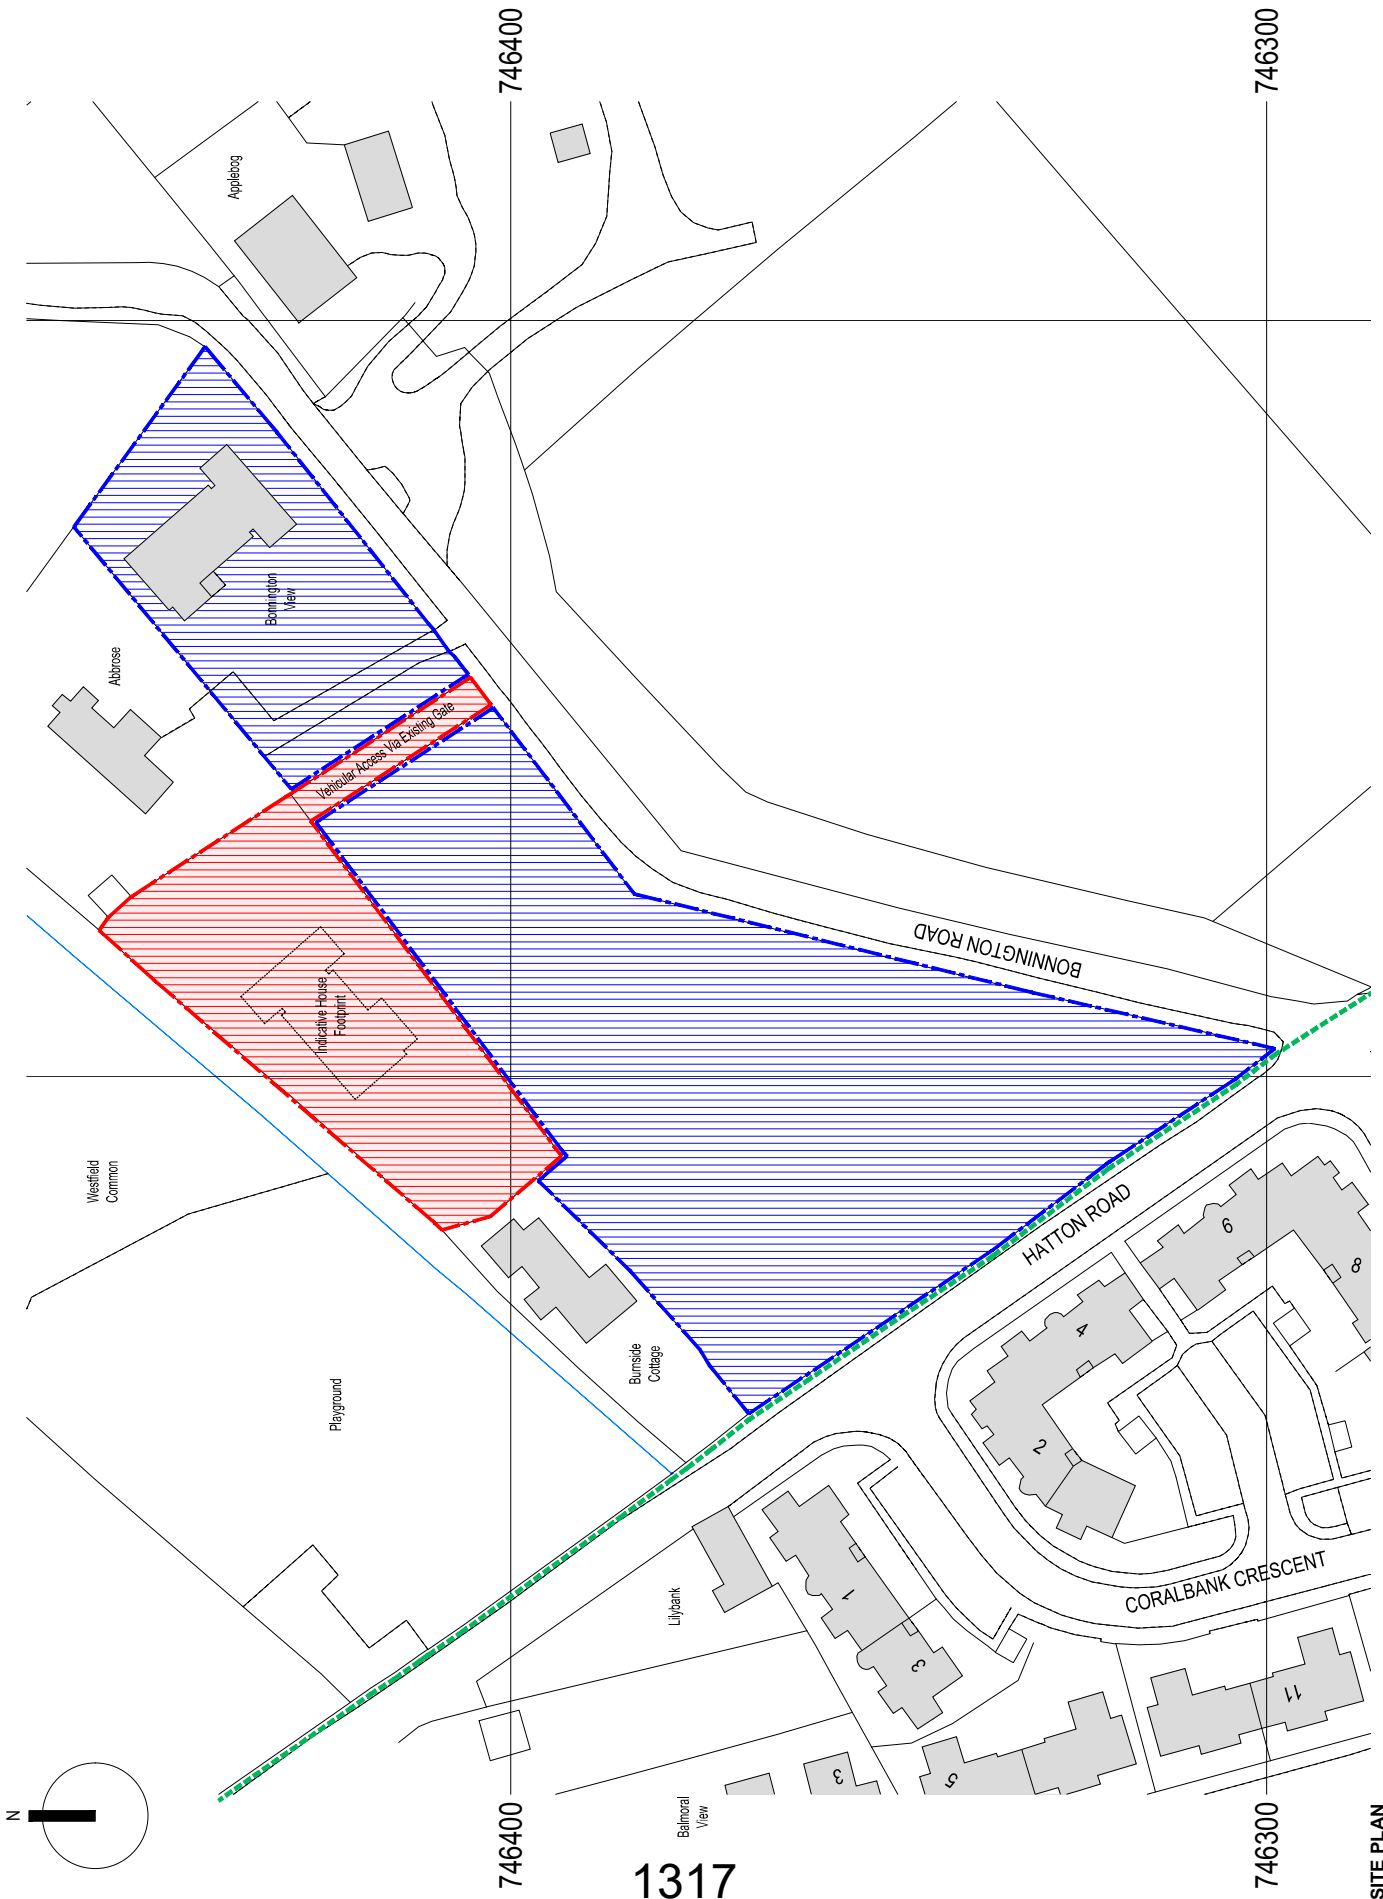 746400
746300
Applebog
Bonnington
View
Abbrose
Vehicular Access Via Existing Gate
Indicative House
Footprint
BONNINGTON ROAD
Westfield
Common
HATTON ROAD
Burnside
Cottage
Playground
9
8
4
2
CORALBANK CRESCENT
Lilybank
1
3
5
3
11
Balmoral
View
N
746400
746300
1317
SITE PLAN